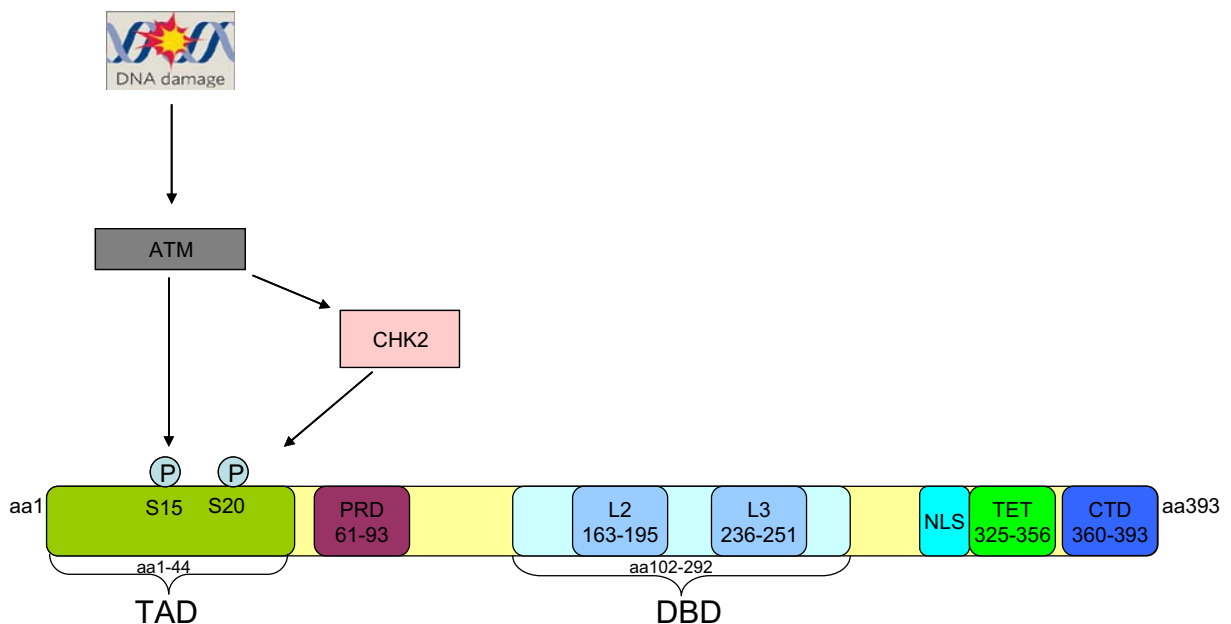 DNA damage
ATM
CHK2
P
P
aa1
S15
S20
PRD
61-93
L2
163-195
L3
236-251
NLS
TET
325-356
CTD
360-393
aa393
aa1-44
aa102-292
TAD
DBD